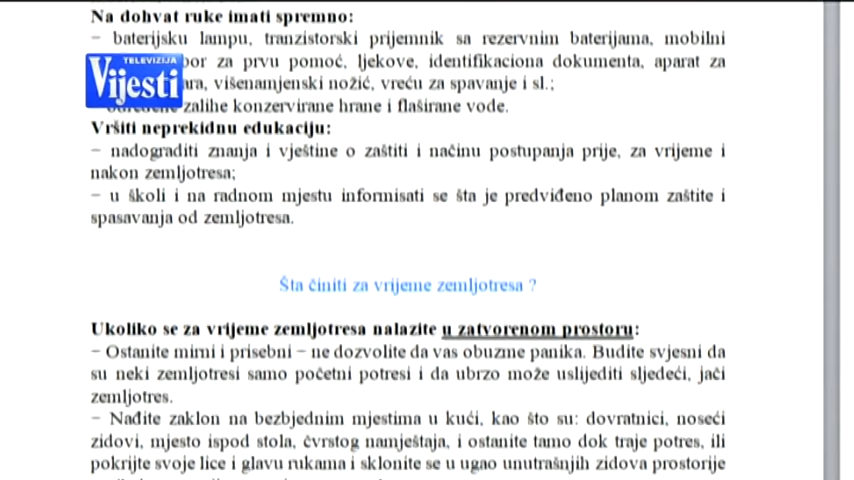 Na dohvat ruke imati spremno:
– baterijsku lampu, tranzistorski prijemnik sa rezervnim baterijama, mobilni
TELEVIZIJA
Vijesti
bor za prvu pomoć, ljekove, identifikaciona dokumenta, aparat za
ara, višenamjenski nožić, vreću za spavanje i sl.;
zalihe konzervirane hrane i flaširane vode.
Vršiti neprekidnu edukaciju:
– nadograditi znanja i vještine o zaštiti i načinu postupanja prije, za vrijeme i
nakon zemljotresa;
– u školi i na radnom mjestu informisati se šta je predviđeno planom zaštite i
spasavanja od zemljotresa.
Šta činiti za vrijeme zemljotresa ?
Ukoliko se za vrijeme zemljotresa nalazite u zatvorenom prostoru:
– Ostanite mirni i prisebni – ne dozvolite da vas obuzme panika. Budite svjesni da
su neki zemljotresi samo početni potresi i da ubrzo može uslijediti sljedeći, jači
zemljotres.
– Nađite zaklon na bezbjednim mjestima u kući, kao što su: dovratnici, noseći
zidovi, mjesto ispod stola, čvrstog namještaja, i ostanite tamo dok traje potres, ili
pokrijte svoje lice i glavu rukama i sklonite se u ugao unutrašnjih zidova prostorije